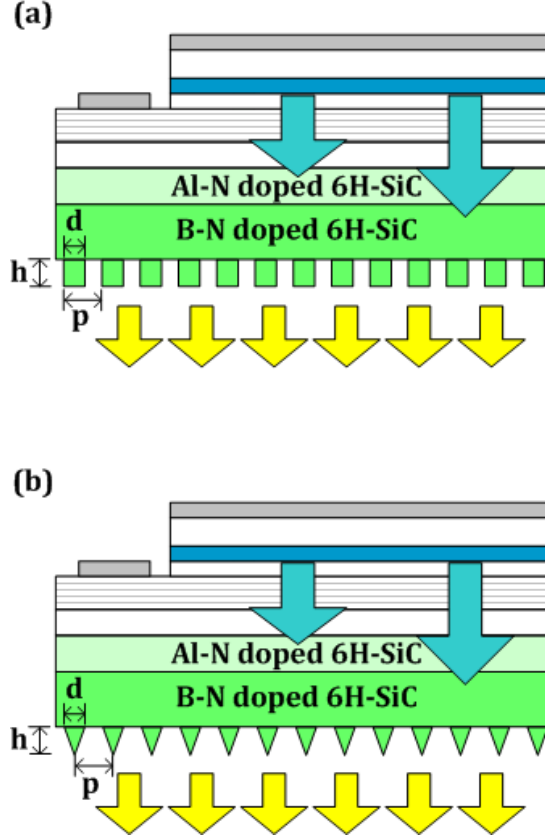 (a)
Al-N doped 6H-SiC
d
B-N doped 6H-SiC
h
p
(b)
Al-N doped 6H-SiC
d
B-N doped 6H-SiC
h
p